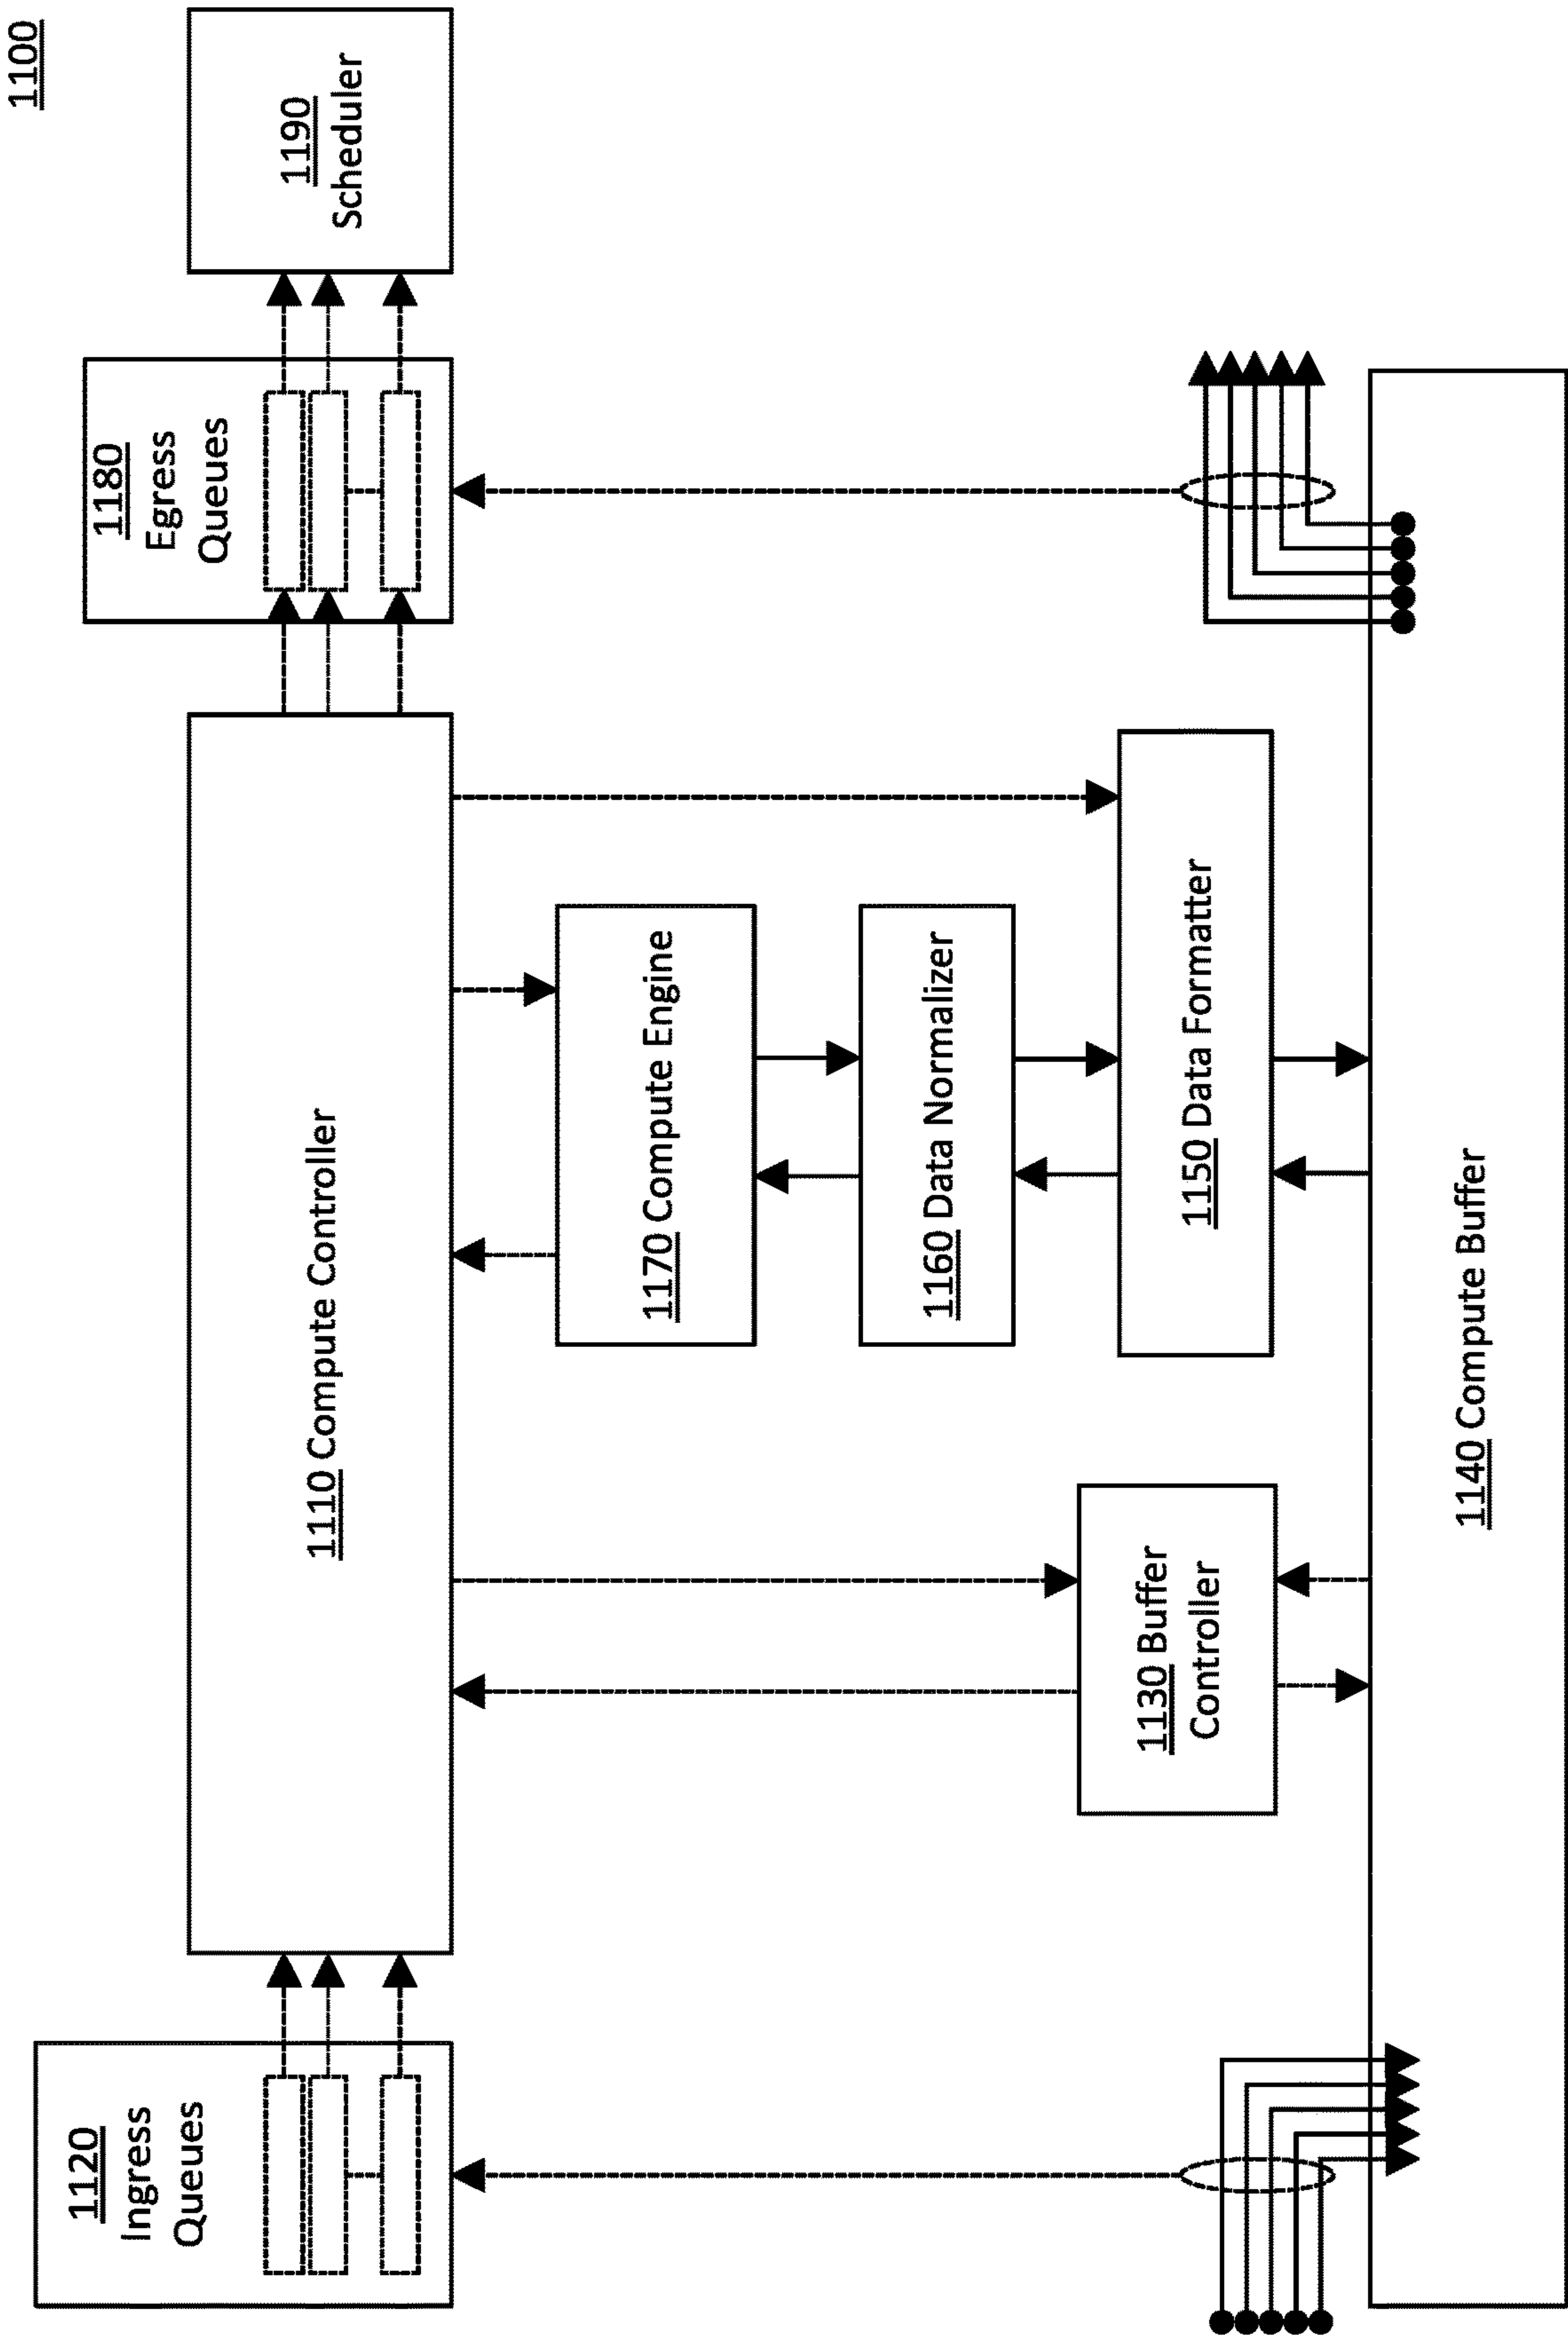 1100
1120
Ingress
Queues
1110 Compute Controller
1180
Egress
Queues
1190
Scheduler
1170 Compute Engine
1160 Data Normalizer
1130 Buffer
Controller
1150 Data Formatter
1140 Compute Buffer